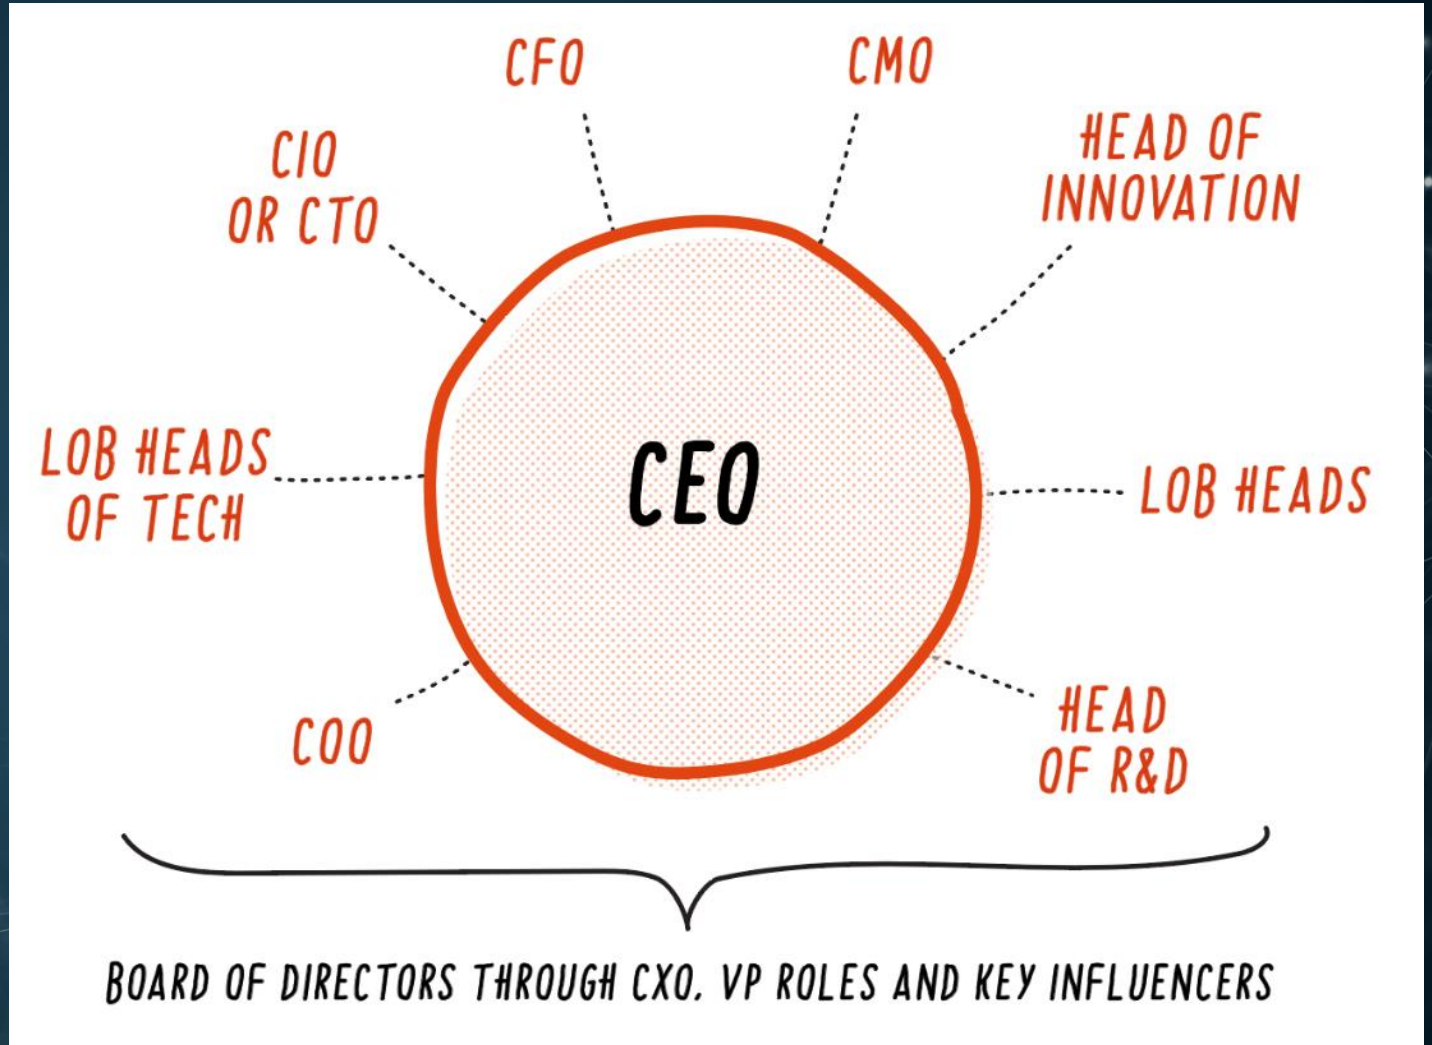 CFO
CMO
CIO
OR CTO
HEAD OF
INNOVATION
LOB HEADS
OF TECH
CEO
LOB HEADS
COO
HEAD
OF R&D
BOARD OF DIRECTORS THROUGH CXO, VP ROLES AND KEY INFLUENCERS